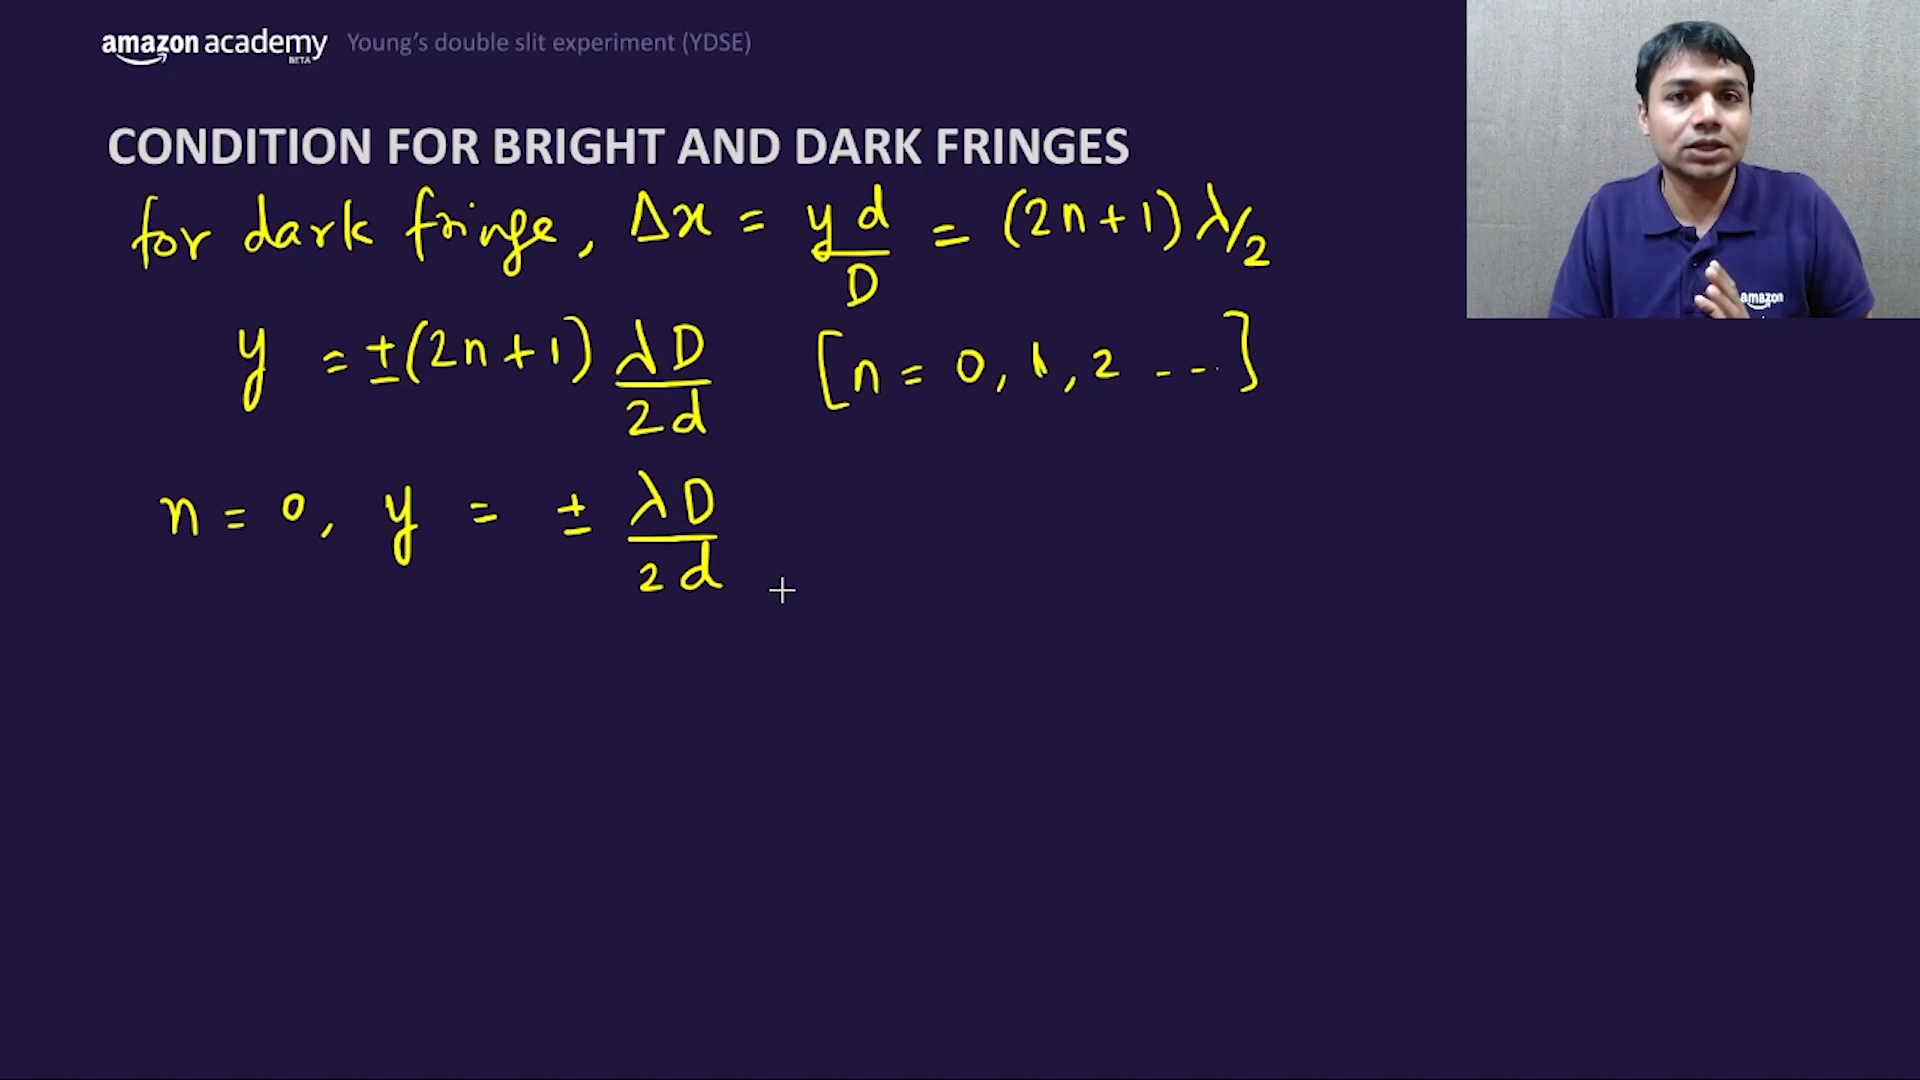 amazon academy BETA Young's double slit experiment (YDSE)
CONDITION FOR BRIGHT AND DARK FRINGES
for dark fringe, Δx = yd/D = (2n+1) λ/2
y = ±(2n+1) λD/2d [n = 0, 1, 2 ---]
n = 0, y = ± λD/2d
amazon